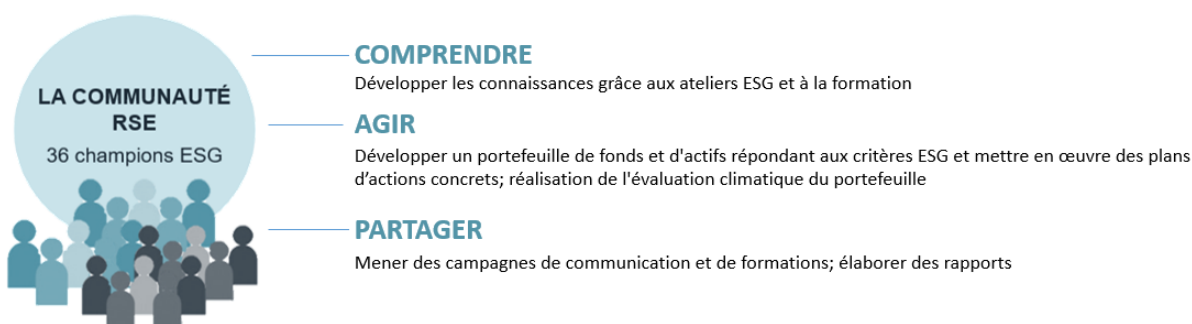 LA COMMUNAUTÉ
RSE
36 champions ESG
COMPRENDRE
Développer les connaissances grâce aux ateliers ESG et à la formation
AGIR
Développer un portefeuille de fonds et d'actifs répondant aux critères ESG et mettre en œuvre des plans
d’actions concrets; réalisation de l'évaluation climatique du portefeuille
PARTAGER
Mener des campagnes de communication et de formations; élaborer des rapports